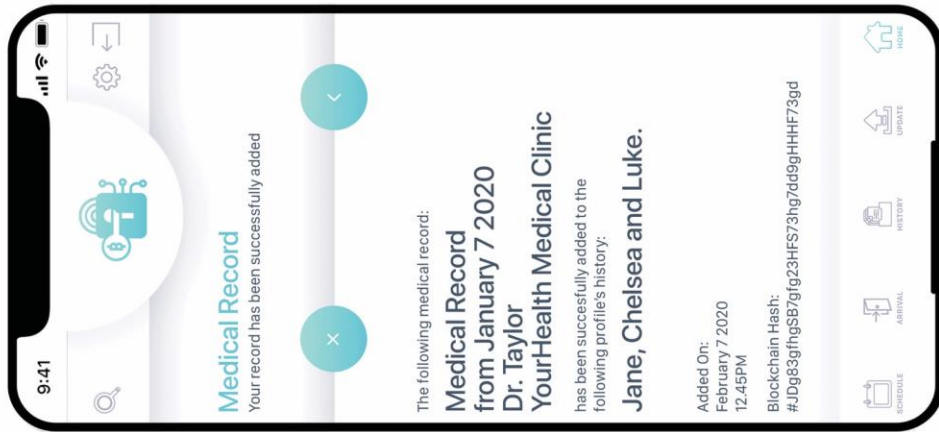 9:41
Medical Record
Your record has been successfully added
The following medical record:
Medical Record
from January 7 2020
Dr. Taylor
YourHealth Medical Clinic
has been succesfully added to the
following profile's history:
Jane, Chelsea and Luke.
Added On:
February 7 2020
12.45PM
Blockchain Hash:
#JDg83gfhgSB7gfg23HFS73hg7dd9gHHHF73gd
SCHEDULE
ARRIVAL
HISTORY
UPDATE
HOME